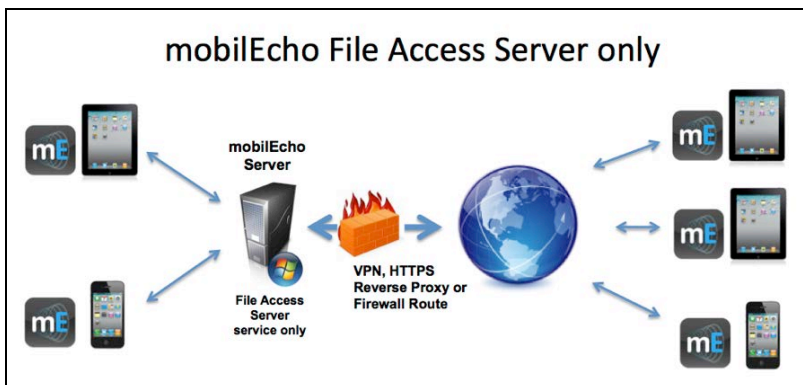 mobilEcho File Access Server only
mE
mobilEcho
Server
File Access
Server
service only
VPN, HTTPS
Reverse Proxy or
Firewall Route
mE
mE
mE
mE